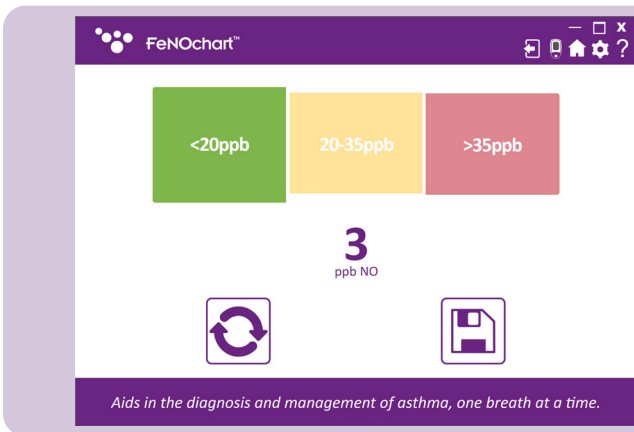 FeNOchart™
<20ppb
20-35ppb
>35ppb
3
ppb NO
Aids in the diagnosis and management of asthma, one breath at a time.